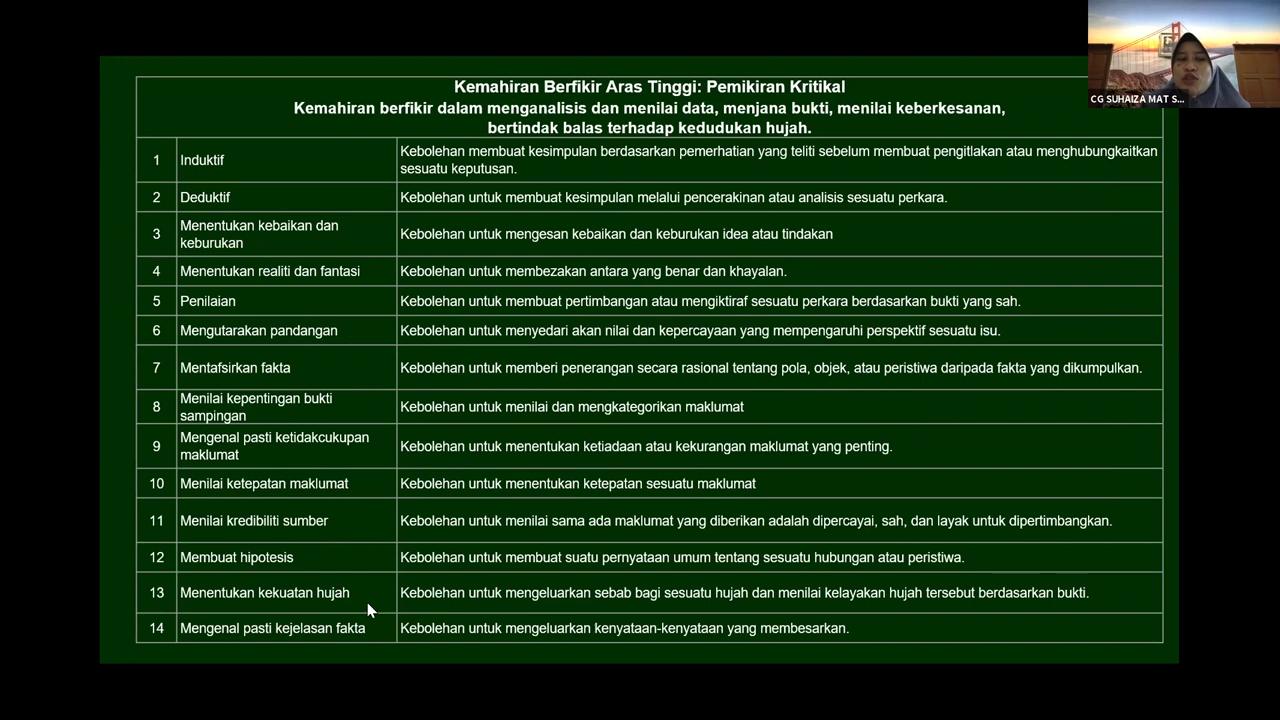 Kemahiran Berfikir Aras Tinggi: Pemikiran Kritikal
Kemahiran berfikir dalam menganalisis dan menilai data, menjana bukti, menilai keberkesanan,
bertindak balas terhadap kedudukan hujah.
CG SUHAIZA MAT S...
1 Induktif Kebolehan membuat kesimpulan berdasarkan pemerhatian yang teliti sebelum membuat pengitlakan atau menghubungkaitkan
sesuatu keputusan.
2 Deduktif Kebolehan untuk membuat kesimpulan melalui pencerakinan atau analisis sesuatu perkara.
3 Menentukan kebaikan dan
keburukan
Kebolehan untuk mengesan kebaikan dan keburukan idea atau tindakan
4 Menentukan realiti dan fantasi Kebolehan untuk membezakan antara yang benar dan khayalan.
5 Penilaian Kebolehan untuk membuat pertimbangan atau mengiktiraf sesuatu perkara berdasarkan bukti yang sah.
6 Mengutarakan pandangan Kebolehan untuk menyedari akan nilai dan kepercayaan yang mempengaruhi perspektif sesuatu isu.
7 Mentafsirkan fakta Kebolehan untuk memberi penerangan secara rasional tentang pola, objek, atau peristiwa daripada fakta yang dikumpulkan.
8 Menilai kepentingan bukti
sampingan
Kebolehan untuk menilai dan mengkategorikan maklumat
9 Mengenal pasti ketidakcukupan
maklumat
Kebolehan untuk menentukan ketiadaan atau kekurangan maklumat yang penting.
10 Menilai ketepatan maklumat Kebolehan untuk menentukan ketepatan sesuatu maklumat
11 Menilai kredibiliti sumber Kebolehan untuk menilai sama ada maklumat yang diberikan adalah dipercayai, sah, dan layak untuk dipertimbangkan.
12 Membuat hipotesis Kebolehan untuk membuat suatu pernyataan umum tentang sesuatu hubungan atau peristiwa.
13 Menentukan kekuatan hujah Kebolehan untuk mengeluarkan sebab bagi sesuatu hujah dan menilai kelayakan hujah tersebut berdasarkan bukti.
14 Mengenal pasti kejelasan fakta Kebolehan untuk mengeluarkan kenyataan-kenyataan yang membesarkan.